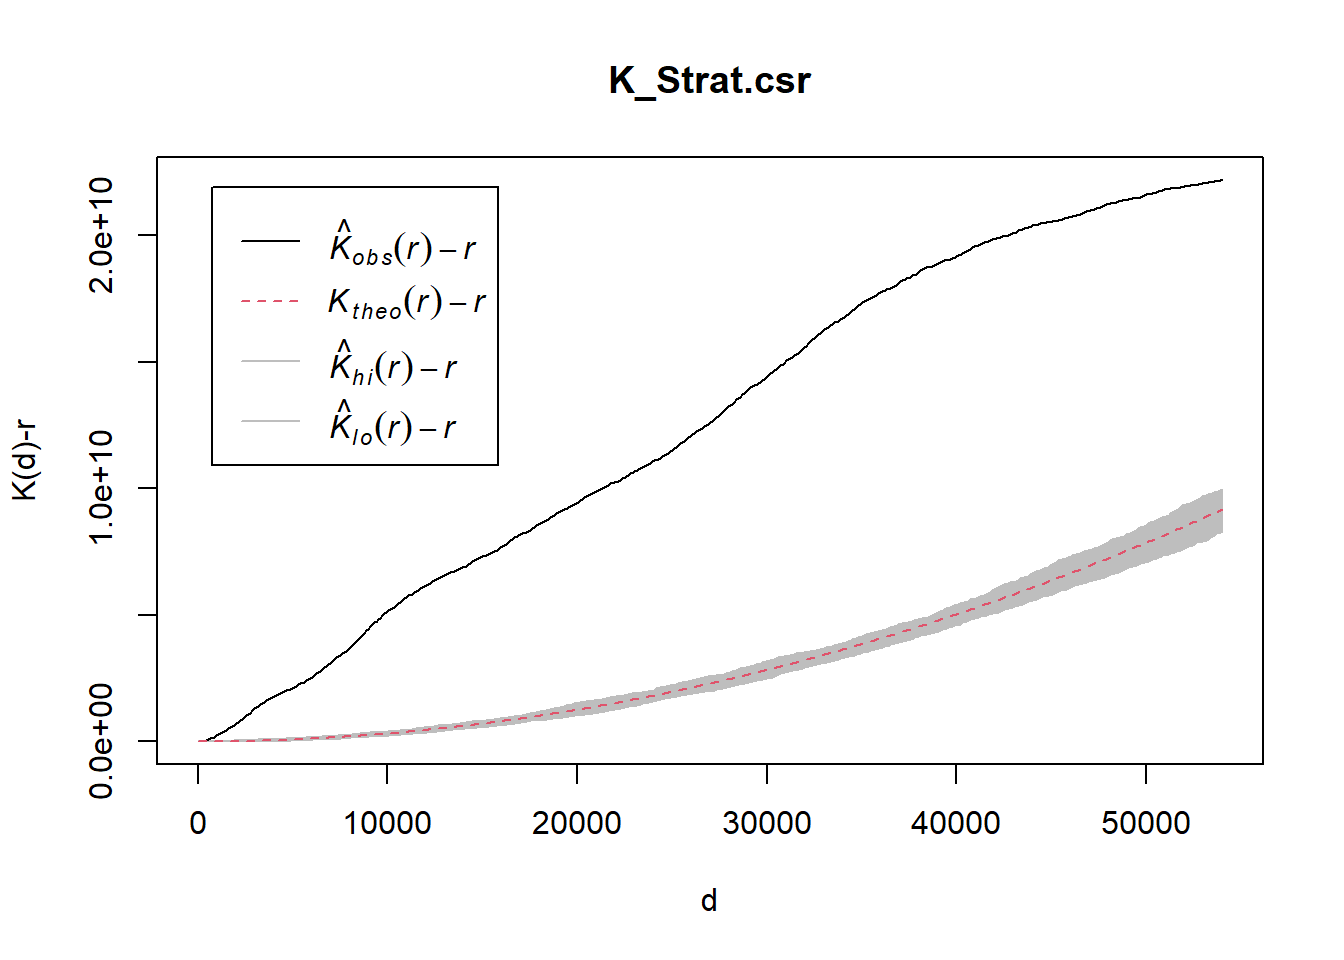 K_Strat.csr
K̂obs(r) – r
Ktheo(r) – r
K̂hi(r) – r
K̂lo(r) – r
K(d)-r
2.0e+10
1.0e+10
0.0e+00
0 10000 20000 30000 40000 50000
d